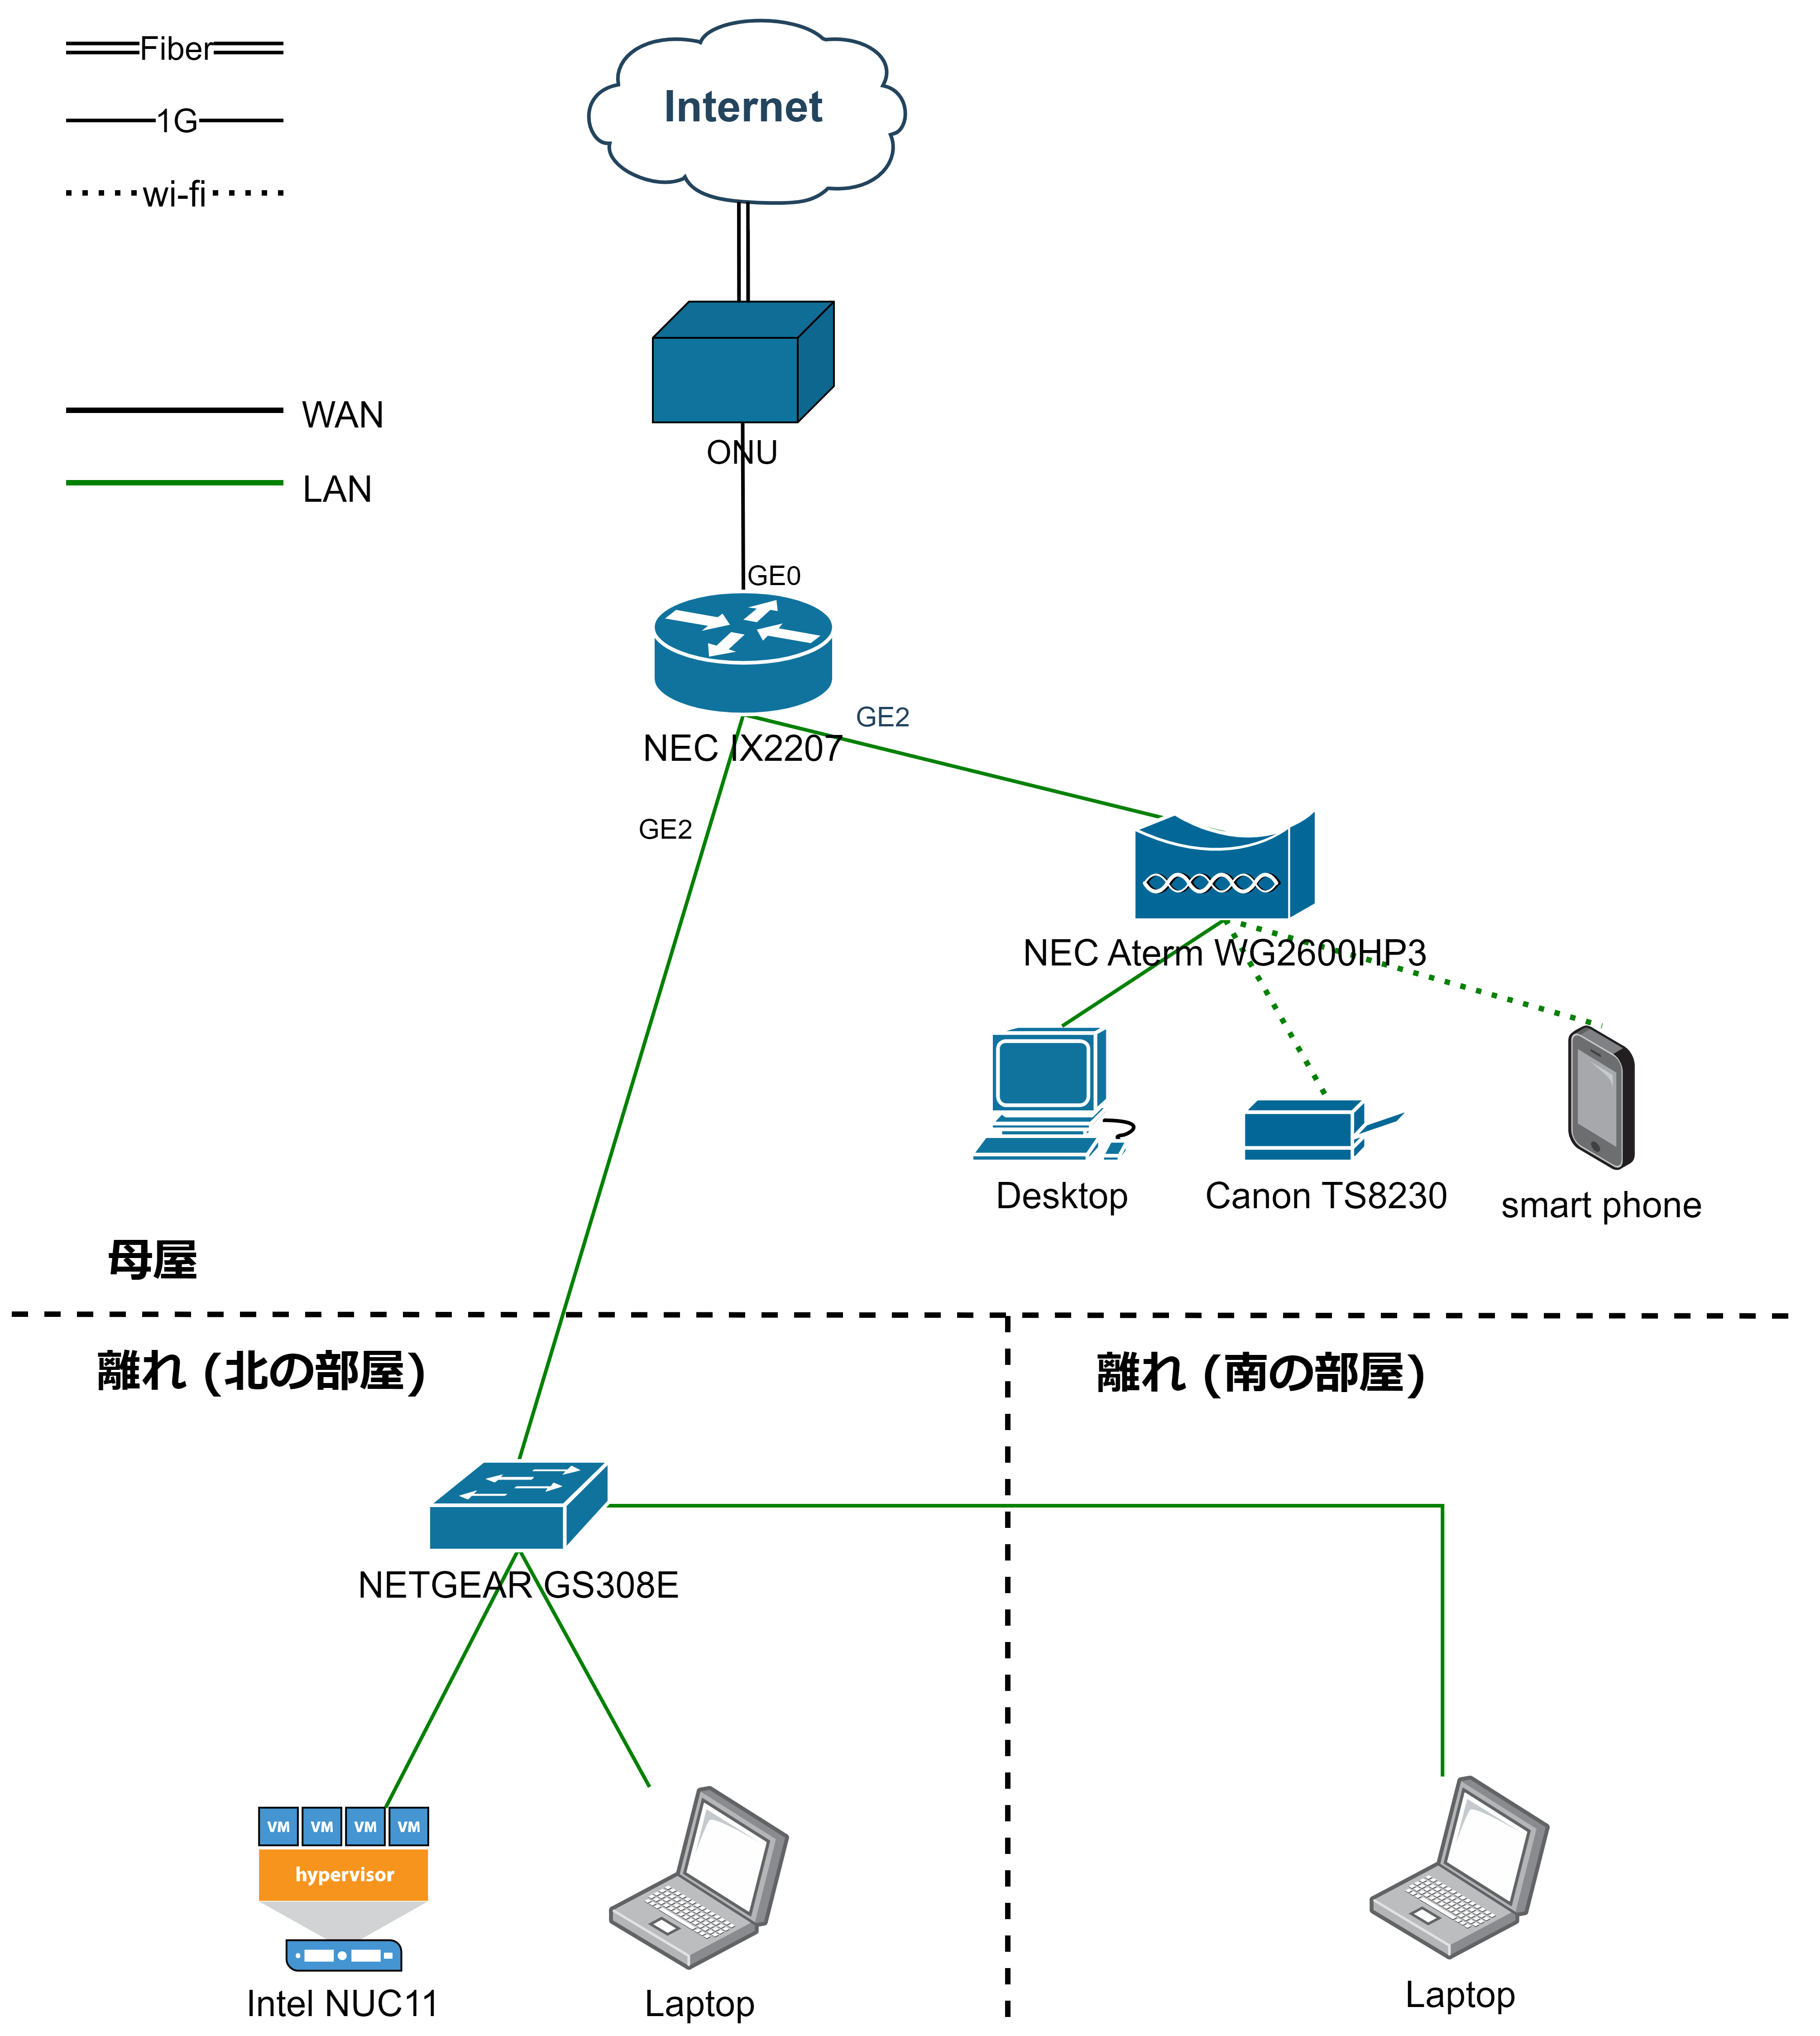 Fiber
1G
wi-fi
Internet
WAN
LAN
ONU
GE0
NEC IX2207
GE2
GE2
NEC Aterm WG2600HP3
Desktop
Canon TS8230
smart phone
母屋
離れ (北の部屋)
離れ (南の部屋)
NETGEAR GS308E
VM VM VM VM
hypervisor
Intel NUC11
Laptop
Laptop